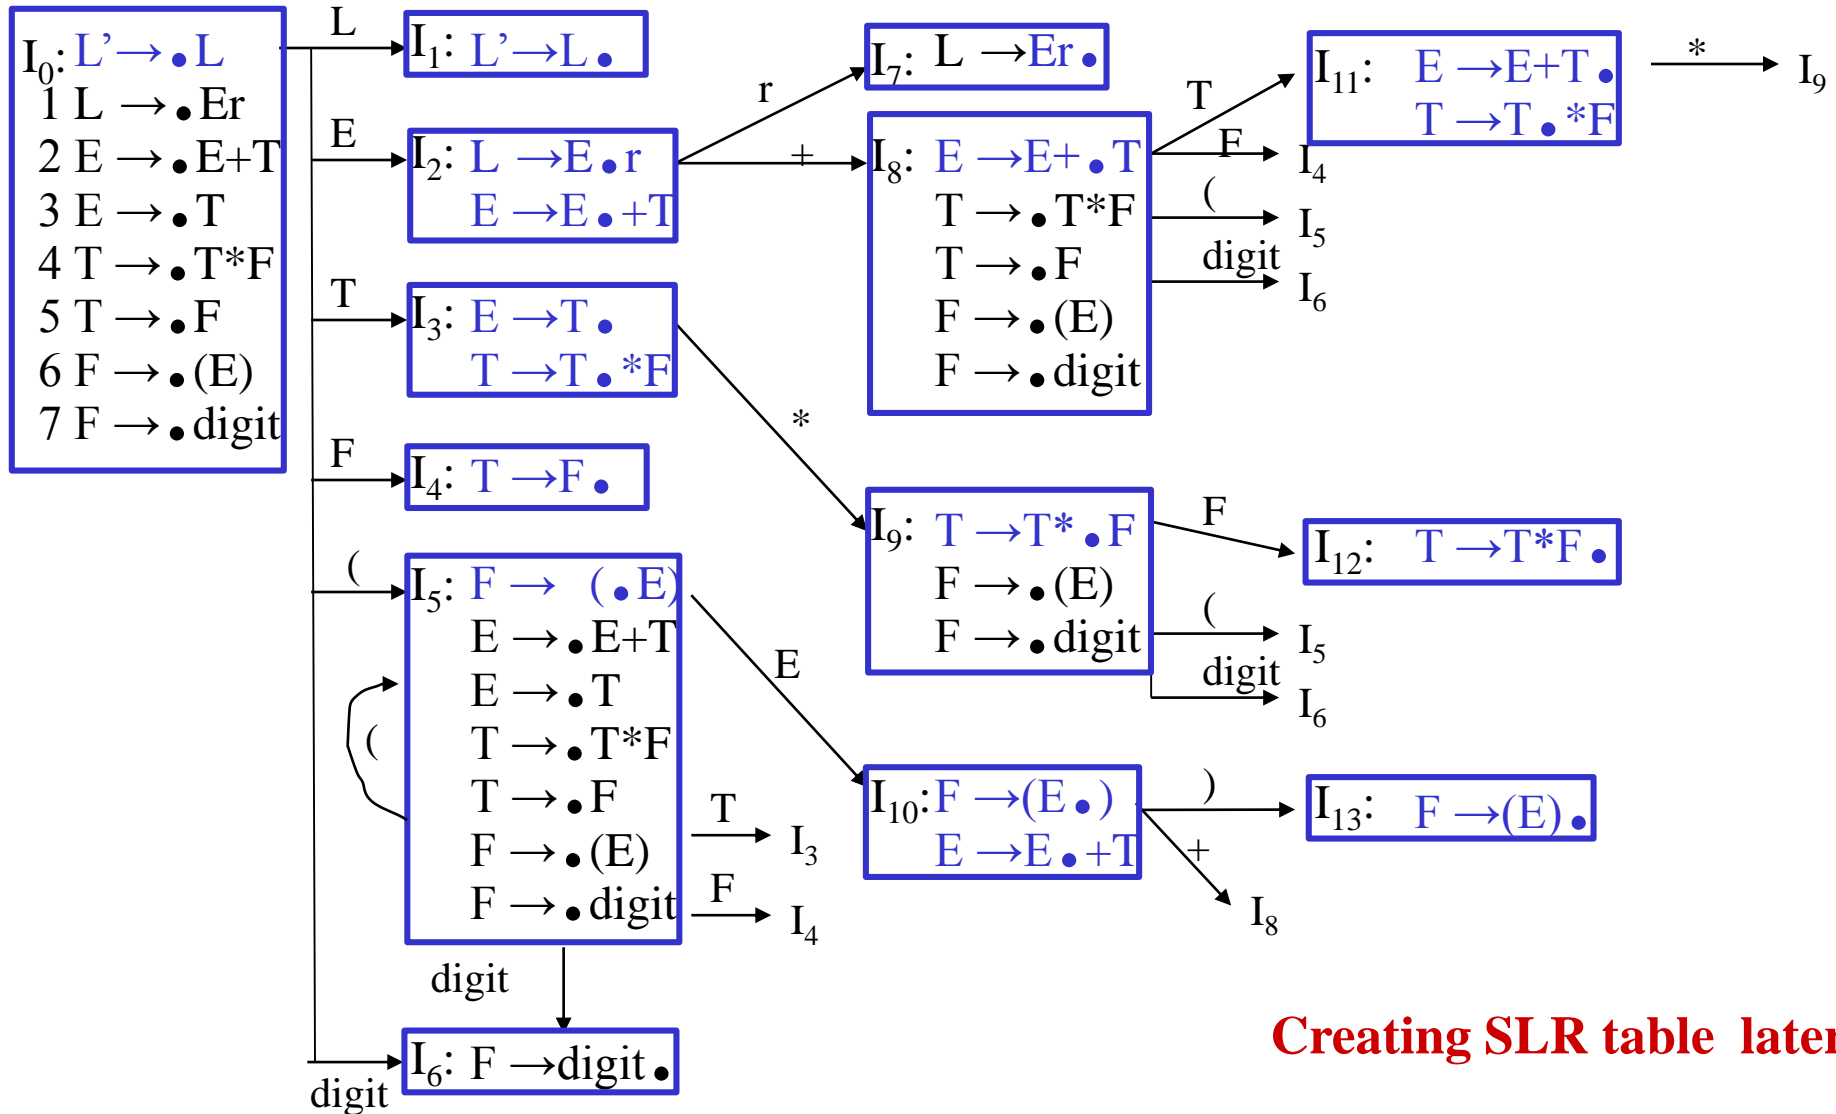 I0: L’→•L
1 L →•Er
2 E →•E+T
3 E →•T
4 T →•T*F
5 T →•F
6 F →•(E)
7 F →•digit
L
E
T
F
(
digit
I1: L’→L•
I2: L →E•r
E →E•+T
I3: E →T•
T →T•*F
I4: T →F•
I5: F → (•E)
E →•E+T
E →•T
T →•T*F
T →•F
F →•(E)
F →•digit
(
digit
I6: F →digit•
r
+
*
E
T
I3
F
I4
I7: L →Er•
I8: E →E+•T
T →•T*F
T →•F
F →•(E)
F →•digit
I9: T →T*•F
F →•(E)
F →•digit
I10: F →(E•)
E →E•+T
T
F
I4
(
I5
digit
I6
F
(
I5
digit
I6
)
+
I8
I11: E →E+T•
T →T•*F
*
I9
I12: T →T*F•
I13: F →(E)•
Creating SLR table later